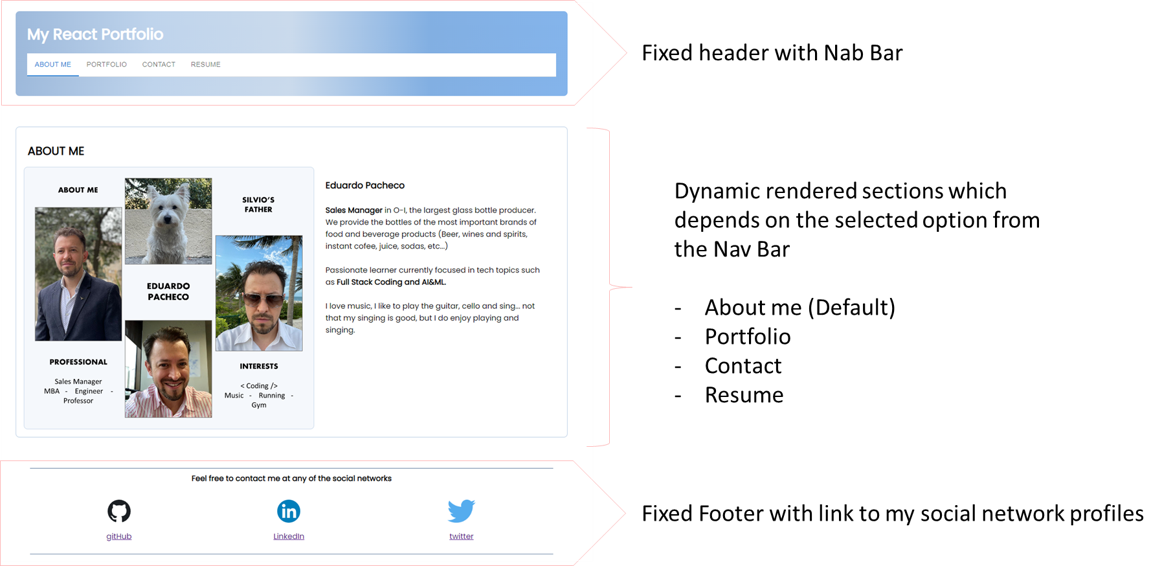 My React Portfolio
ABOUT ME PORTFOLIO CONTACT RESUME
Fixed header with Nab Bar
ABOUT ME
ABOUT ME
SILVIO'S
FATHER
EDUARDO
PACHECO
PROFESSIONAL
Sales Manager
MBA - Engineer -
Professor
INTERESTS
< Coding />
Music - Running -
Gym
Eduardo Pacheco
Sales Manager in O-I, the largest glass bottle producer.
We provide the bottles of the most important brands of
food and beverage products (Beer, wines and spirits,
instant cofee, juice, sodas, etc...)
Passionate learner currently focused in tech topics such
as Full Stack Coding and AI&ML.
I love music, I like to play the guitar, cello and sing... not
that my singing is good, but I do enjoy playing and
singing.
Dynamic rendered sections which
depends on the selected option from
the Nav Bar
- About me (Default)
- Portfolio
- Contact
- Resume
Feel free to contact me at any of the social networks
in
gitHub LinkedIn twitter
Fixed Footer with link to my social network profiles